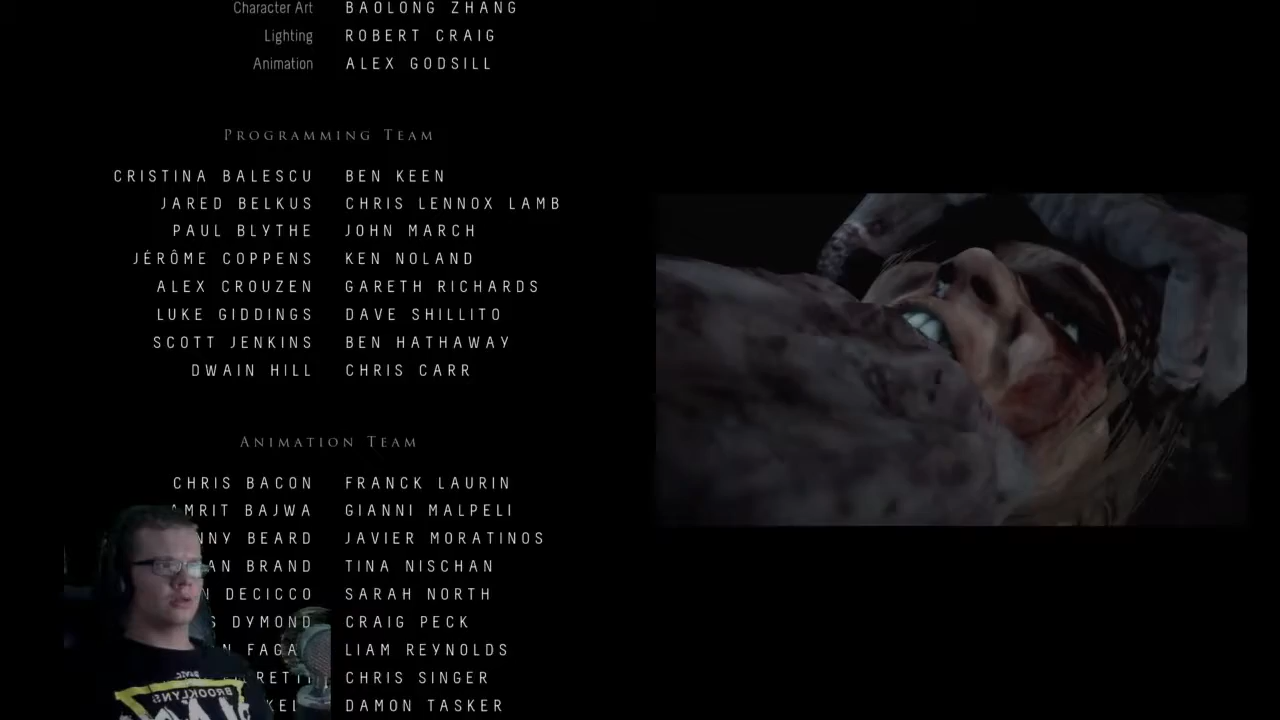 Character Art BAOLONG ZHANG
Lighting ROBERT CRAIG
Animation ALEX GODSILL
PROGRAMMING TEAM
CRISTINA BALESCU BEN KEEN
JARED BELKUS CHRIS LENNOX LAMB
PAUL BLYTHE JOHN MARCH
JÉRÔME COPPENS KEN NOLAND
ALEX CROUZEN GARETH RICHARDS
LUKE GIDDINGS DAVE SHILLITO
SCOTT JENKINS BEN HATHAWAY
DWAIN HILL CHRIS CARR
ANIMATION TEAM
CHRIS BACON FRANCK LAURIN
AMRIT BAJWA GIANNI MALPELI
BEARD JAVIER MORATINOS
BRAND TINA NISCHAN
DECICCO SARAH NORTH
DYMOND CRAIG PECK
LIAM REYNOLDS
CHRIS SINGER
DAMON TASKER
BROOKLYNS